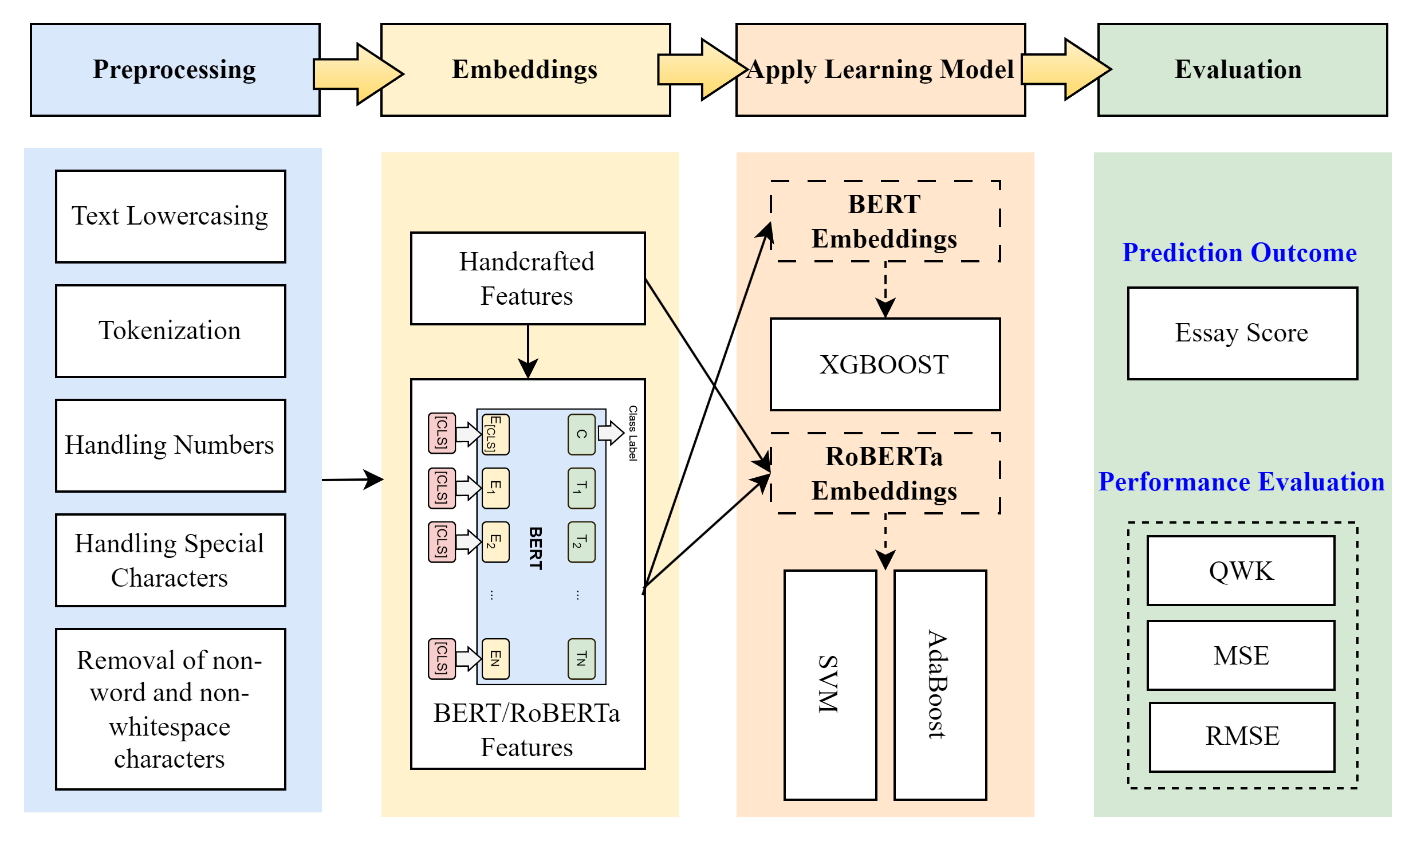 Preprocessing
Embeddings
Apply Learning Model
Evaluation
Text Lowercasing
Tokenization
Handling Numbers
Handling Special
Characters
Removal of non-
word and non-
whitespace
characters
Handcrafted
Features
[CLS]
E[CLS]
C
Class Label
[CLS]
E1
T1
[CLS]
E2
T2
BERT
...
...
[CLS]
EN
TN
BERT/RoBERTa
Features
BERT
Embeddings
XGBOOST
RoBERTa
Embeddings
SVM
AdaBoost
Prediction Outcome
Essay Score
Performance Evaluation
QWK
MSE
RMSE